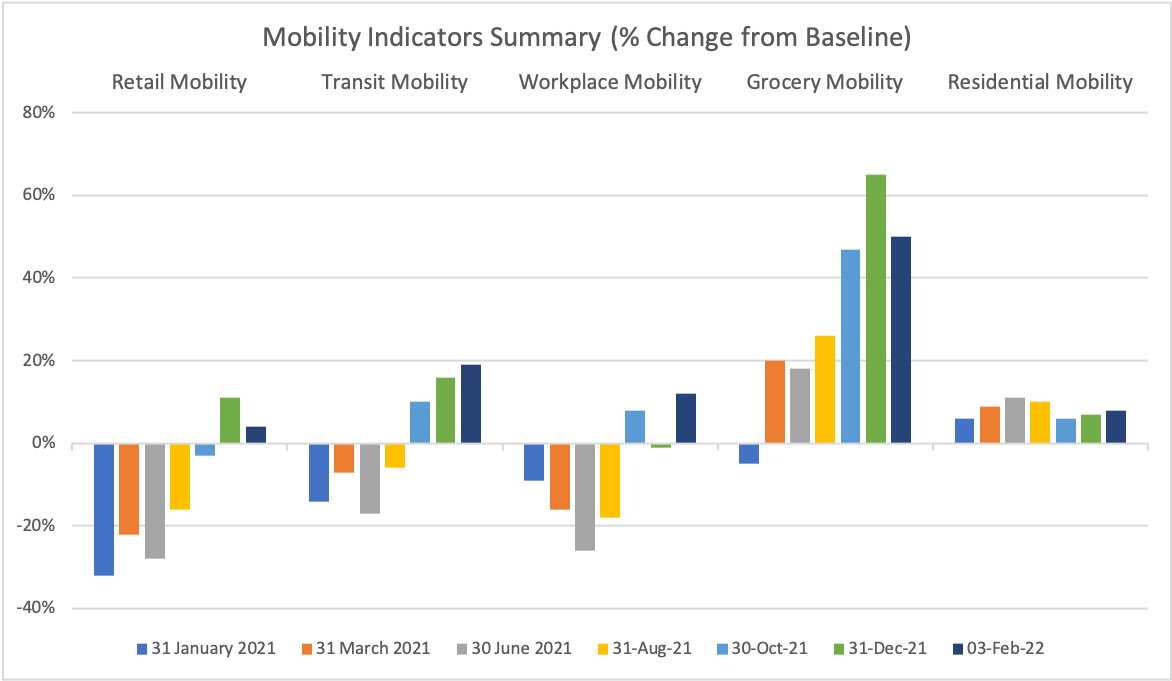 Mobility Indicators Summary (% Change from Baseline)
Retail Mobility Transit Mobility Workplace Mobility Grocery Mobility Residential Mobility
80%
60%
40%
20%
0%
-20%
-40%
31 January 2021 31 March 2021 30 June 2021 31-Aug-21 30-Oct-21 31-Dec-21 03-Feb-22